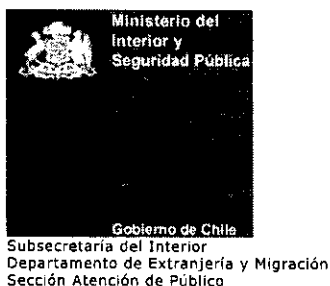 Ministerio del
Interior y
Seguridad Pública
Gobierno de Chile
Subsecretaría del Interior
Departamento de Extranjería y Migración
Sección Atención de Público